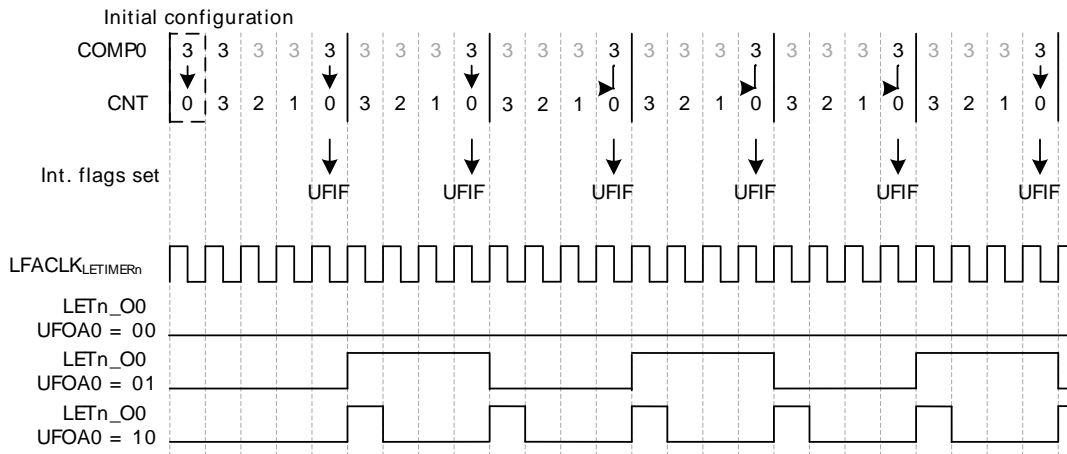 Initial configuration
COMP0 3 3 3 3 3 3 3 3 3 3 3 3 3 3 3 3 3 3 3 3 3 3 3 3 3
CNT 0 3 2 1 0 3 2 1 0 3 2 1 0 3 2 1 0 3 2 1 0 3 2 1 0
Int. flags set
UFIF UFIF UFIF UFIF UFIF UFIF
LFACLKLETIMERn
LETn_O0
UFOA0 = 00
LETn_O0
UFOA0 = 01
LETn_O0
UFOA0 = 10